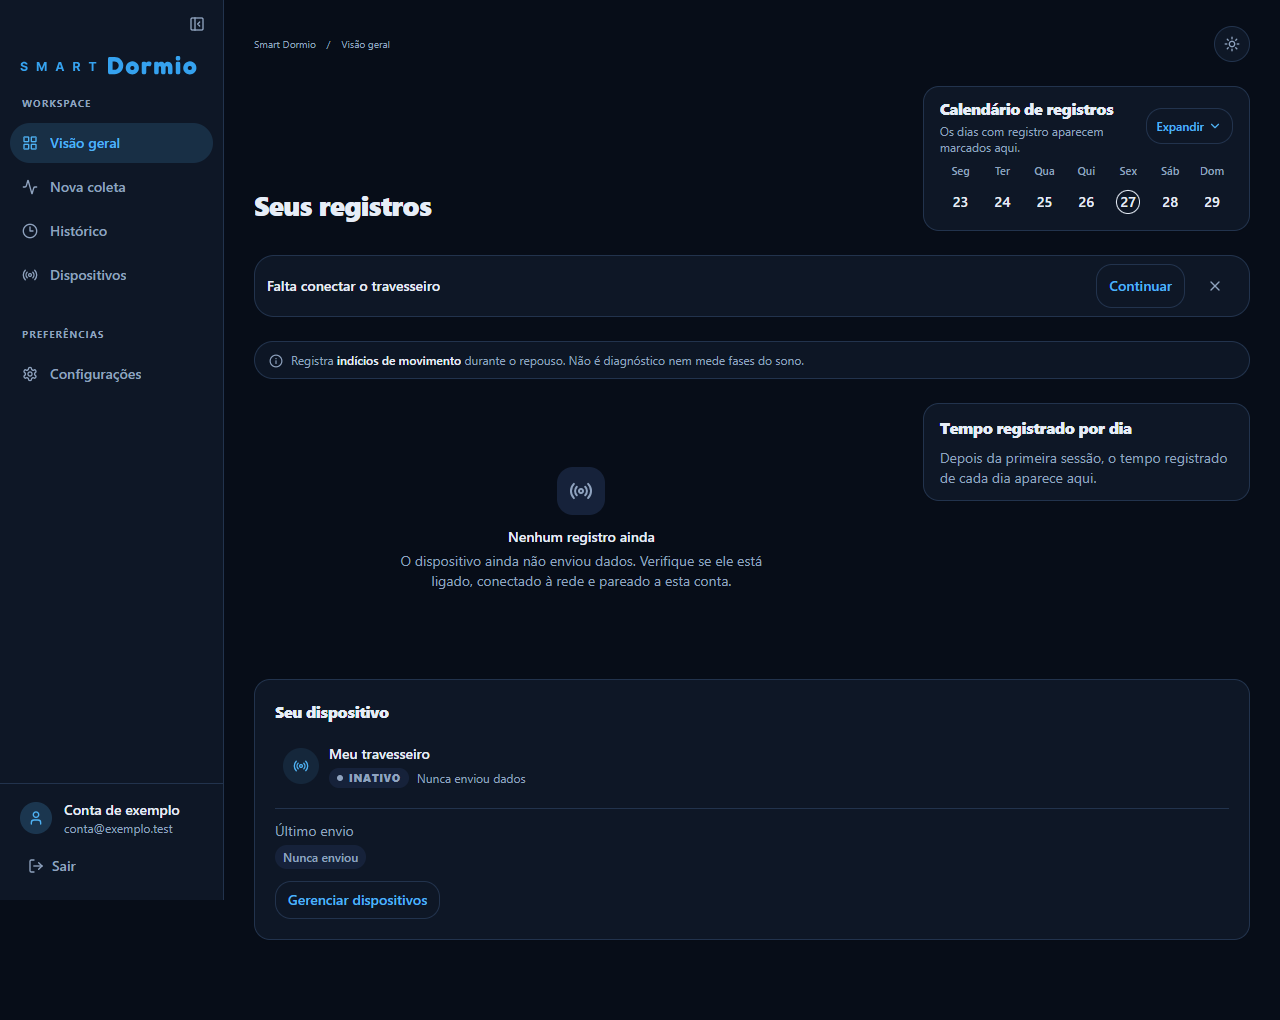 SMART Dormio
WORKSPACE
Visão geral
Nova coleta
Histórico
Dispositivos
PREFERÊNCIAS
Configurações
Conta de exemplo
conta@exemplo.test
Sair
Smart Dormio / Visão geral
Seus registros
Calendário de registros
Os dias com registro aparecem
marcados aqui.
Expandir
Seg Ter Qua Qui Sex Sáb Dom
23 24 25 26 27 28 29
Falta conectar o travesseiro
Continuar
Registra indícios de movimento durante o repouso. Não é diagnóstico nem mede fases do sono.
Nenhum registro ainda
O dispositivo ainda não enviou dados. Verifique se ele está
ligado, conectado à rede e pareado a esta conta.
Tempo registrado por dia
Depois da primeira sessão, o tempo registrado
de cada dia aparece aqui.
Seu dispositivo
Meu travesseiro
INATIVO Nunca enviou dados
Último envio
Nunca enviou
Gerenciar dispositivos